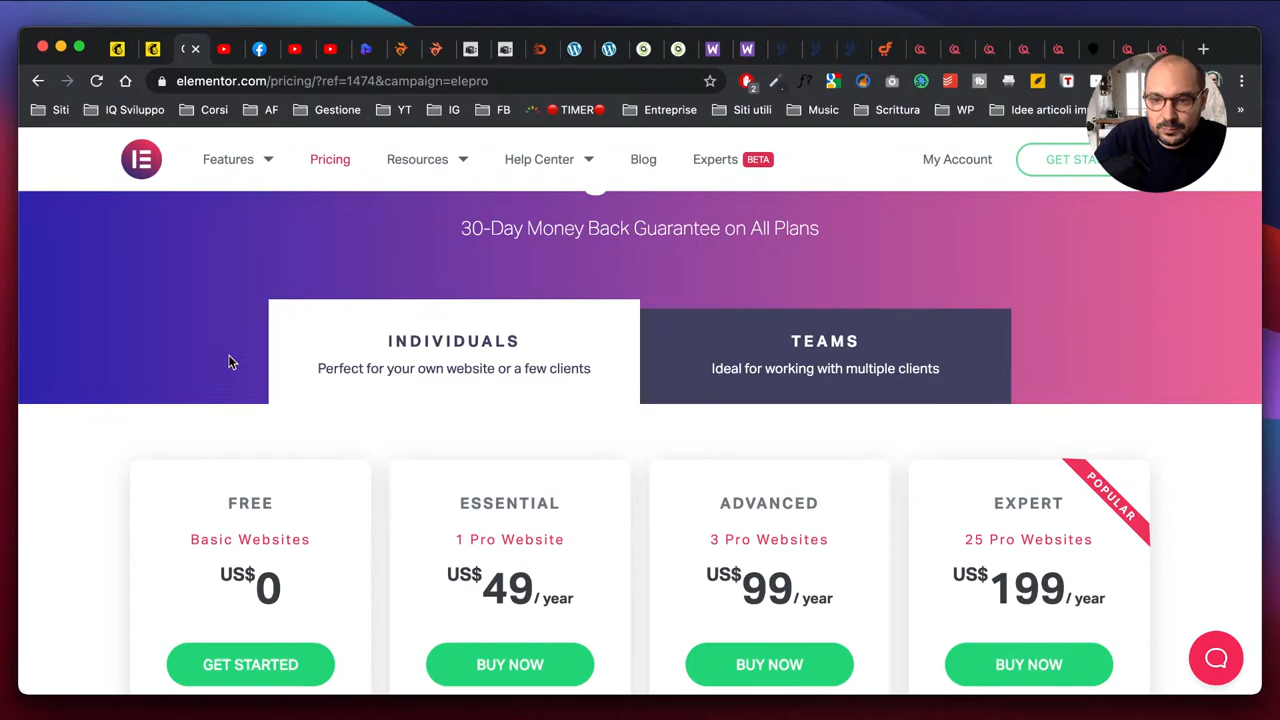 elementor.com/pricing/?ref=1474&campaign=elepro
Siti
IQ Sviluppo
Corsi
AF
Gestione
YT
IG
FB
🔴TIMER🔴
Entreprise
Siti utili
Music
Scrittura
WP
Idee articoli im
»
Features
Pricing
Resources
Help Center
Blog
Experts BETA
My Account
30-Day Money Back Guarantee on All Plans
INDIVIDUALS
Perfect for your own website or a few clients
TEAMS
Ideal for working with multiple clients
FREE
Basic Websites
US$0
GET STARTED
ESSENTIAL
1 Pro Website
US$49/ year
BUY NOW
ADVANCED
3 Pro Websites
US$99/ year
BUY NOW
POPULAR
EXPERT
25 Pro Websites
US$199/ year
BUY NOW